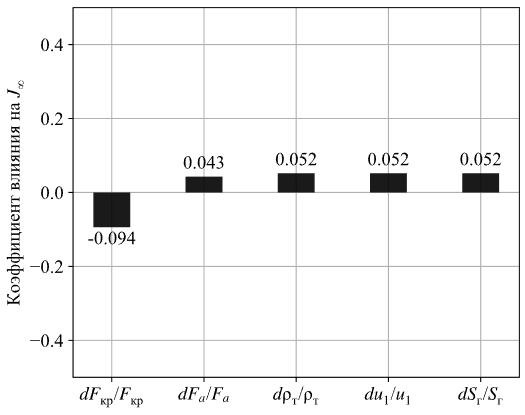 Коэффициент влияния на J∞
0.4
0.2
0.0
−0.2
−0.4
-0.094
0.043
0.052
0.052
0.052
dFкр/Fкр
dFa/Fa
dρт/ρт
du1/u1
dSг/Sг